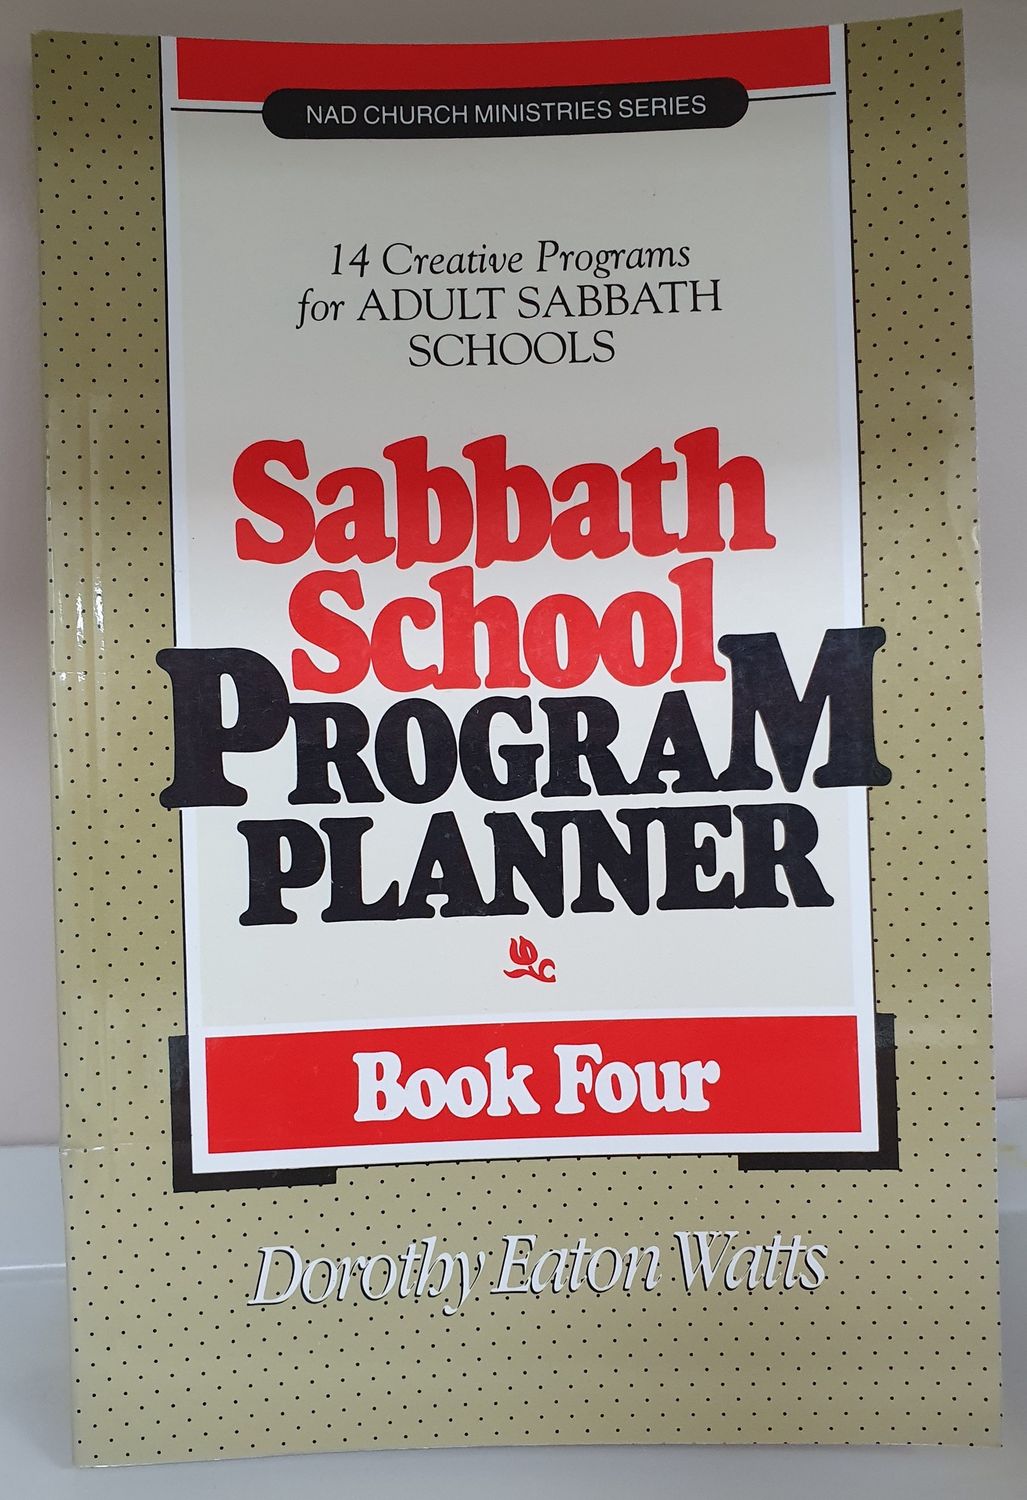 NAD CHURCH MINISTRIES SERIES
14 Creative Programs
for ADULT SABBATH
SCHOOLS
Sabbath
School
PROGRAM
PLANNER
Book Four
Dorothy Eaton Watts